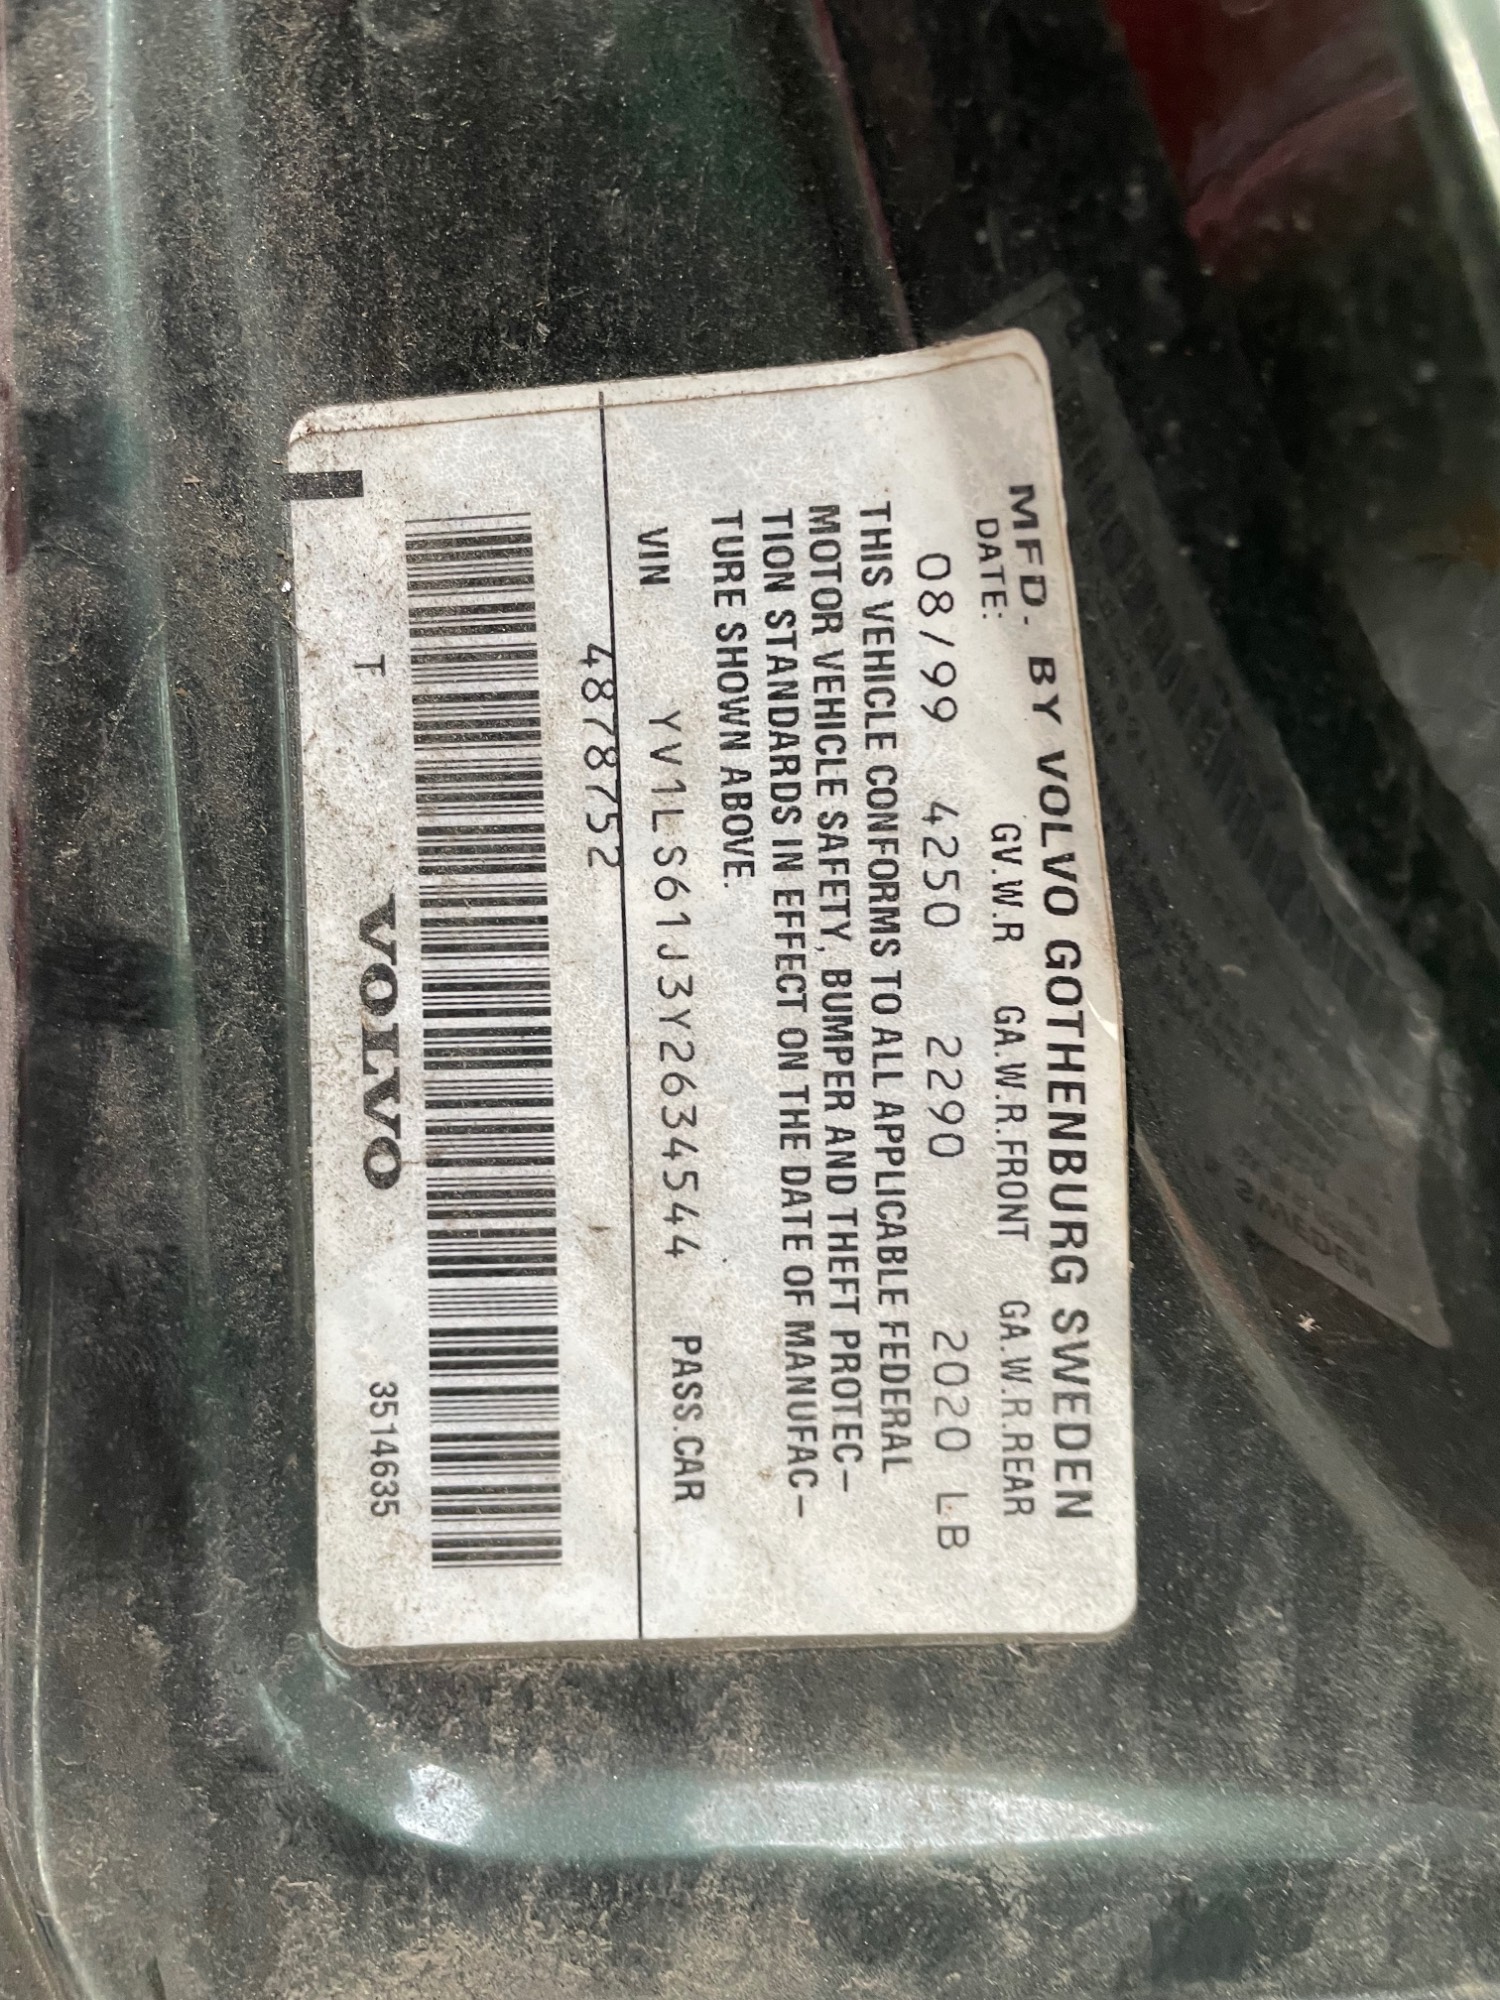 MFD. BY VOLVO GOTHENBURG SWEDEN
DATE: GV.W.R GA.W.R.FRONT GA.W.R.REAR
08/99 4250 2290 2020 LB
THIS VEHICLE CONFORMS TO ALL APPLICABLE FEDERAL
MOTOR VEHICLE SAFETY, BUMPER AND THEFT PROTEC-
TION STANDARDS IN EFFECT ON THE DATE OF MANUFAC-
TURE SHOWN ABOVE.
VIN YV1LS61J3Y2634544 PASS.CAR
4878752
T VOLVO 3514635
SWEDEN